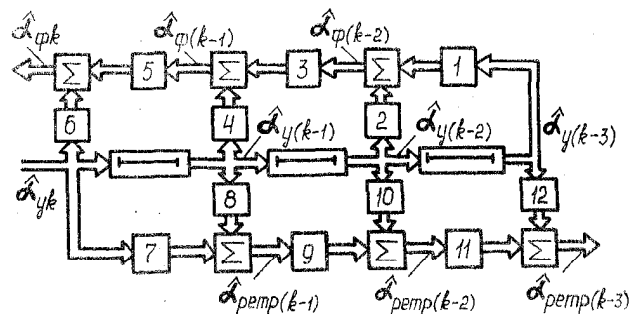 α̂φk α̂φ(k-1) α̂φ(k-2)
Σ 5 Σ 3 Σ 1
6 4 2
α̂y(k-1) α̂y(k-2) α̂y(k-3)
α̂yk
8 10 12
7 Σ 9 Σ 11 Σ
α̂ретр(k-1) α̂ретр(k-2) α̂ретр(k-3)